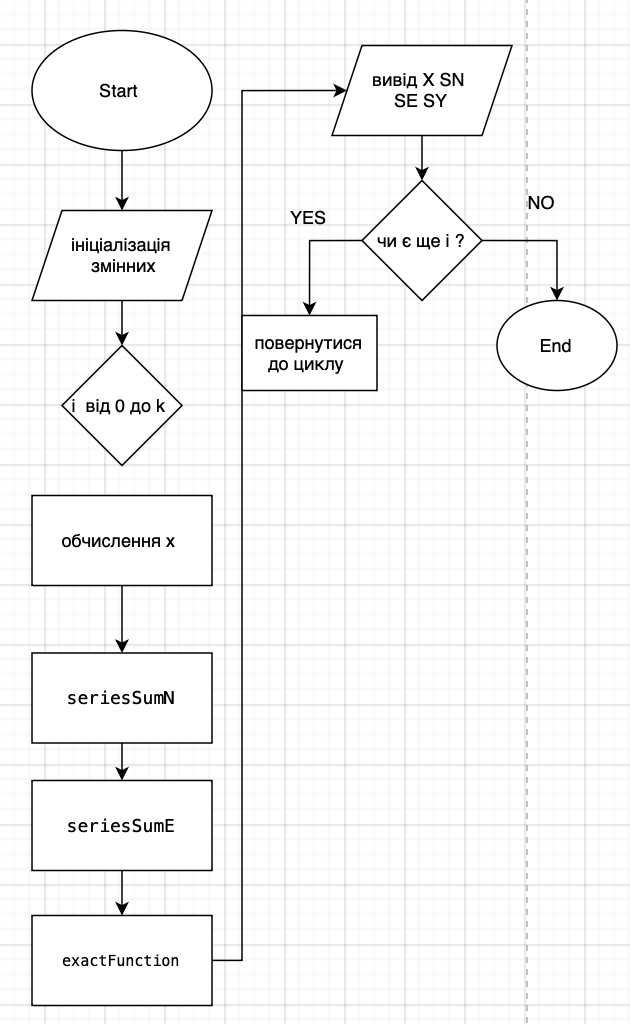 Start
ініціалізація
змінних
і від 0 до k
обчислення x
seriesSumN
seriesSumE
exactFunction
вивід X SN
SE SY
чи є ще і ?
YES
NO
повернутися
до циклу
End